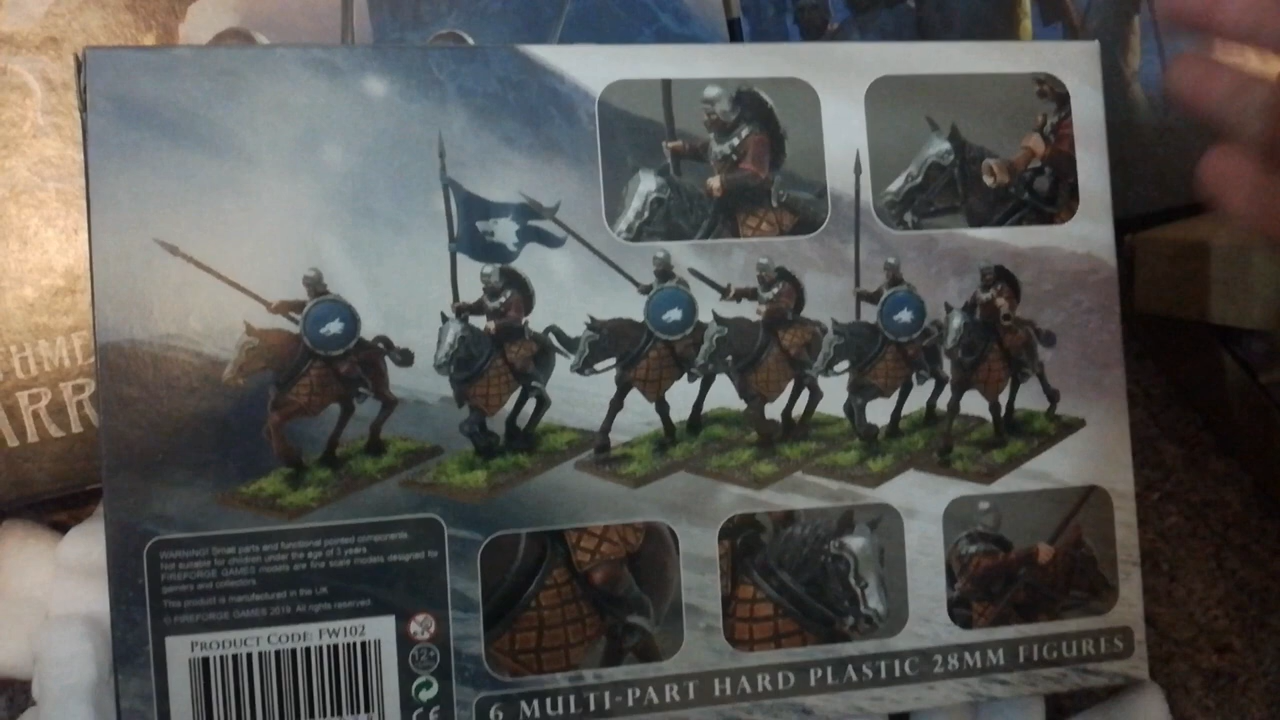 WARNING! Small parts and functional pointed components.
Not suitable for children under the age of 3 years.
FIREFORGE GAMES models are fine scale models designed for
gamers and collectors.
This product is manufactured in the UK
© FIREFORGE GAMES 2019. All rights reserved.
PRODUCT CODE: FW102
12+
CE
6 MULTI-PART HARD PLASTIC 28MM FIGURES